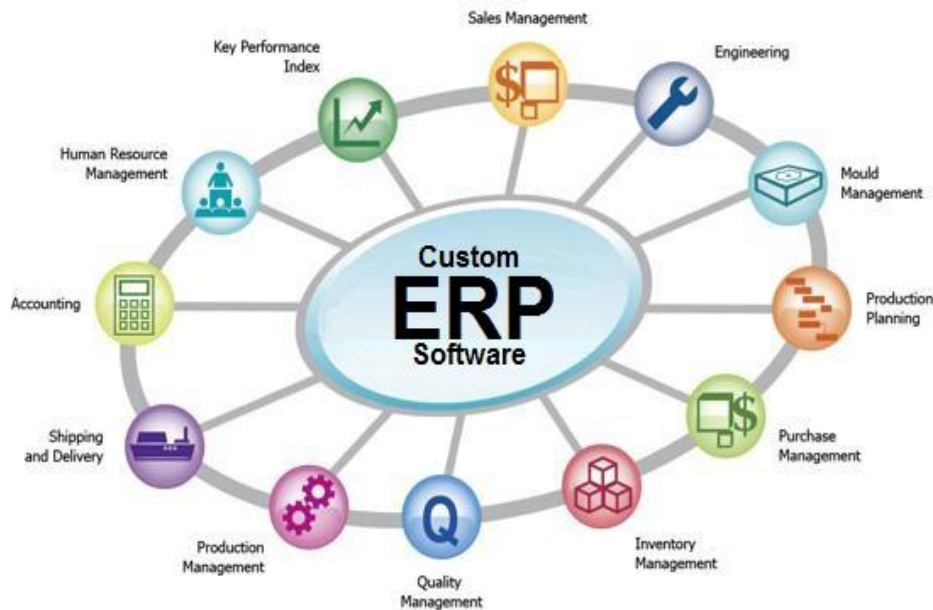 Sales Management
Key Performance
Index
Engineering
Human Resource
Management
Mould
Management
Custom
ERP
Software
Accounting
Production
Planning
Shipping
and Delivery
Purchase
Management
Production
Management
Q
Quality
Management
Inventory
Management